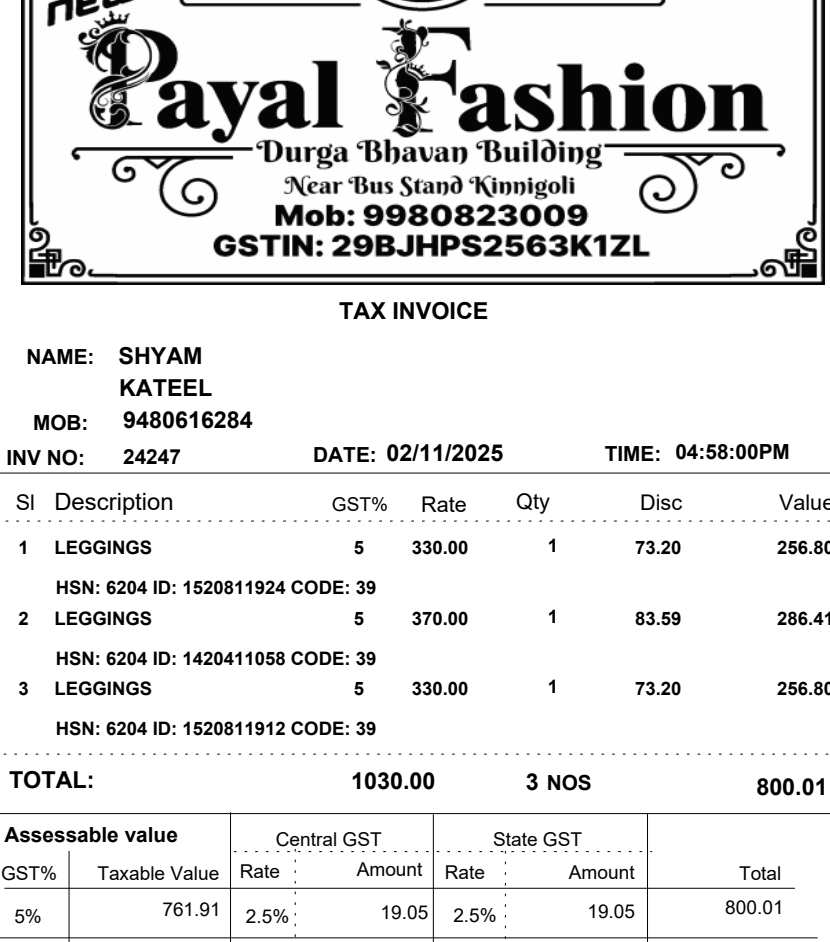 new
Payal Fashion
Durga Bhavan Building
Near Bus Stand Kinnigoli
Mob: 9980823009
GSTIN: 29BJHPS2563K1ZL
TAX INVOICE
NAME: SHYAM
KATEEL
MOB: 9480616284
INV NO: 24247 DATE: 02/11/2025 TIME: 04:58:00PM
Sl Description GST% Rate Qty Disc Value
1 LEGGINGS 5 330.00 1 73.20 256.80
HSN: 6204 ID: 1520811924 CODE: 39
2 LEGGINGS 5 370.00 1 83.59 286.41
HSN: 6204 ID: 1420411058 CODE: 39
3 LEGGINGS 5 330.00 1 73.20 256.80
HSN: 6204 ID: 1520811912 CODE: 39
TOTAL: 1030.00 3 NOS 800.01
Assessable value Central GST State GST
GST% Taxable Value Rate Amount Rate Amount Total
5% 761.91 2.5% 19.05 2.5% 19.05 800.01